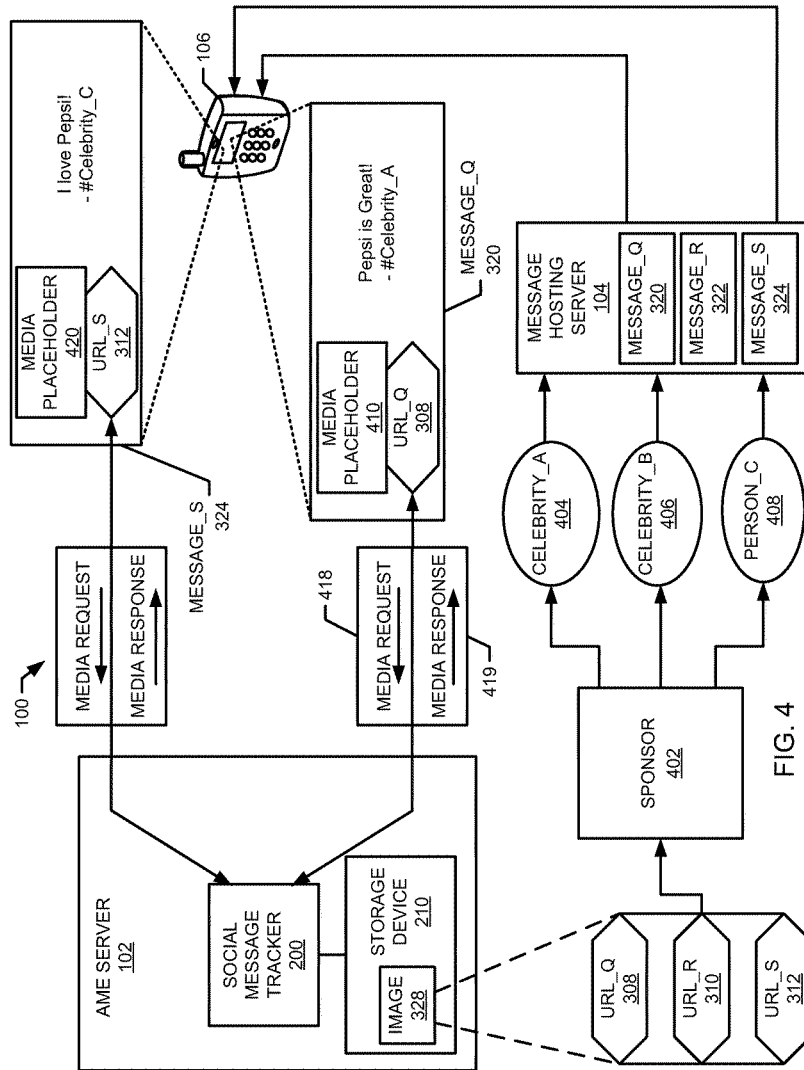 100
AME SERVER
102
SOCIAL
MESSAGE
TRACKER
200
STORAGE
DEVICE
210
IMAGE
328
MEDIA REQUEST
MEDIA RESPONSE
MEDIA REQUEST
MEDIA RESPONSE
418
419
MEDIA
PLACEHOLDER
420
URL_S
312
I love Pepsi!
- #Celebrity_C
MESSAGE_S
324
106
MEDIA
PLACEHOLDER
410
URL_Q
308
Pepsi is Great!
- #Celebrity_A
MESSAGE_Q
320
URL_Q
308
URL_R
310
URL_S
312
SPONSOR
402
CELEBRITY_A
404
CELEBRITY_B
406
PERSON_C
408
MESSAGE
HOSTING
SERVER
104
MESSAGE_Q
320
MESSAGE_R
322
MESSAGE_S
324
FIG. 4